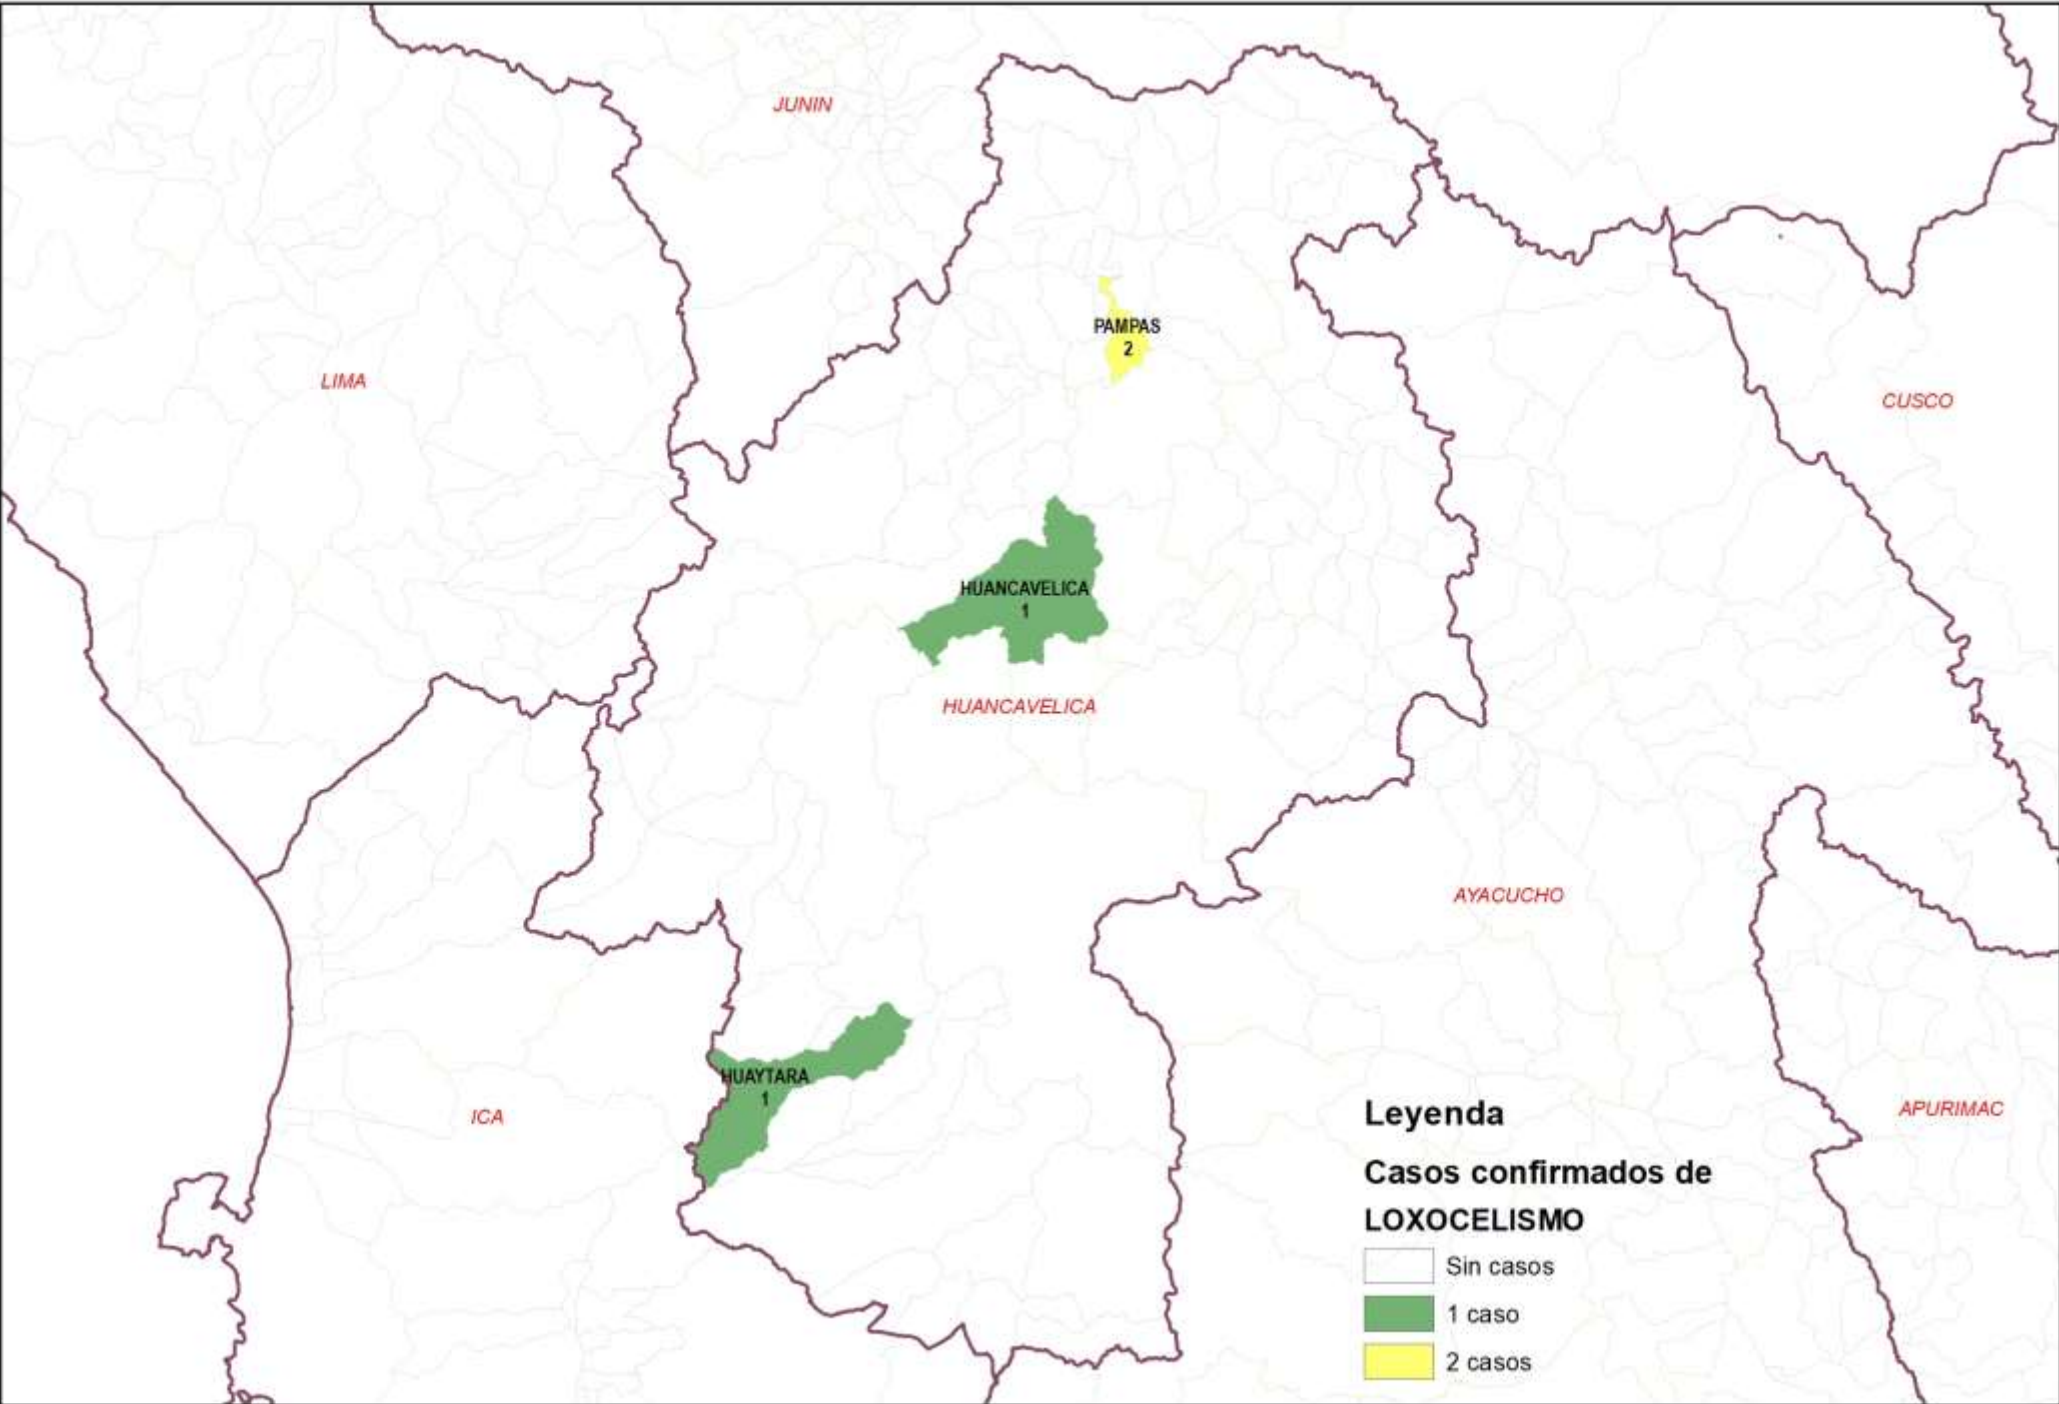 JUNIN
PAMPAS
2
LIMA
CUSCO
HUANCAVELICA
1
HUANCAVELICA
AYACUCHO
HUAYTARA
1
ICA
APURIMAC
Leyenda
Casos confirmados de
LOXOCELISMO
Sin casos
1 caso
2 casos